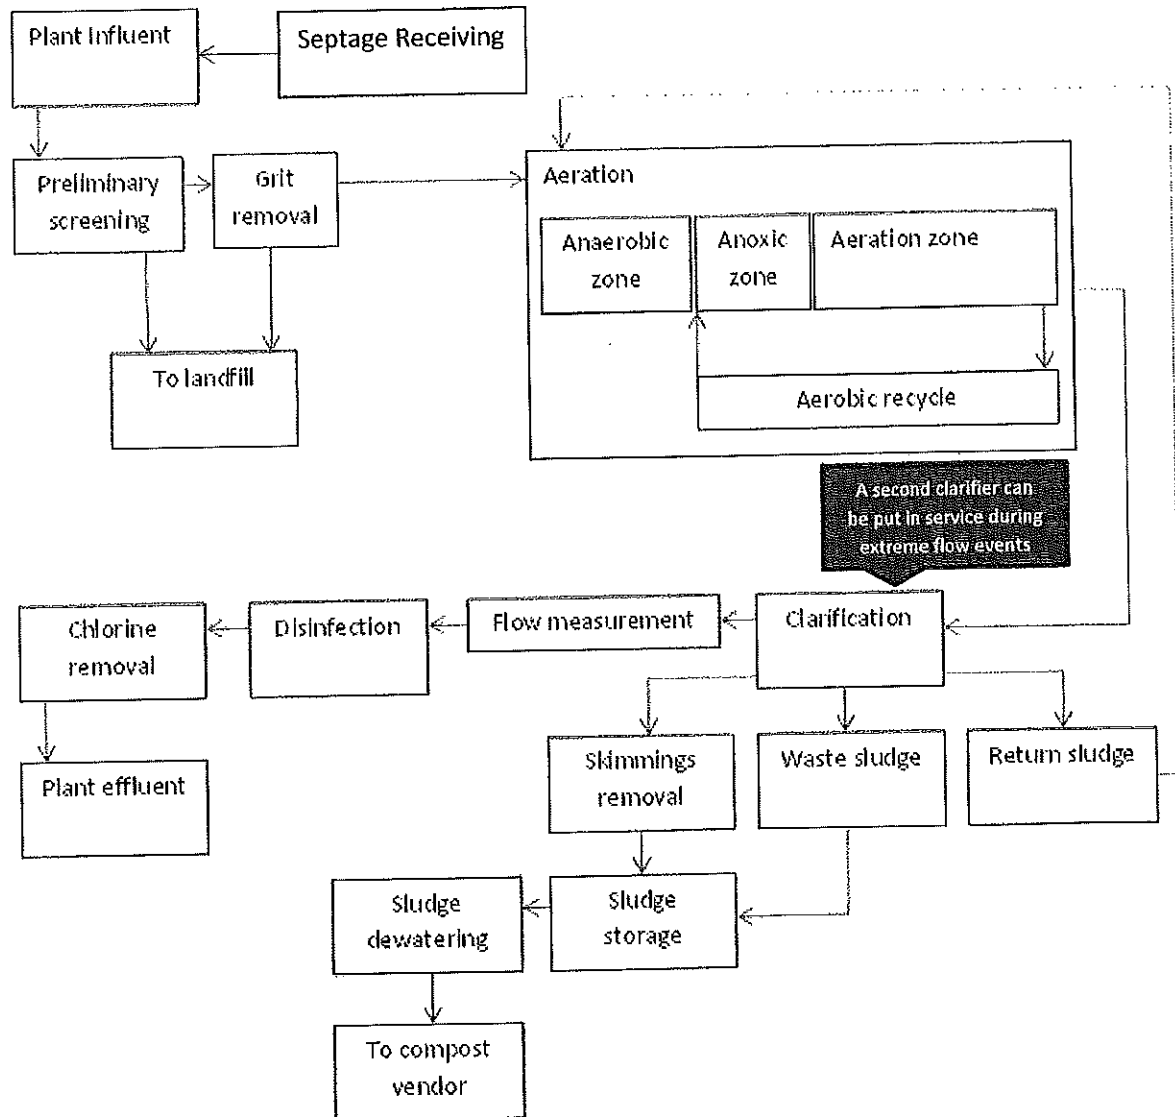 Plant Influent
Septage Receiving
Preliminary
screening
Grit
removal
Aeration
Anaerobic
zone
Anoxic
zone
Aeration zone
To landfill
Aerobic recycle
A second clarifier can
be put in service during
extreme flow events
Chlorine
removal
Disinfection
Flow measurement
Clarification
Plant effluent
Skimmings
removal
Waste sludge
Return sludge
Sludge
dewatering
Sludge
storage
To compost
vendor